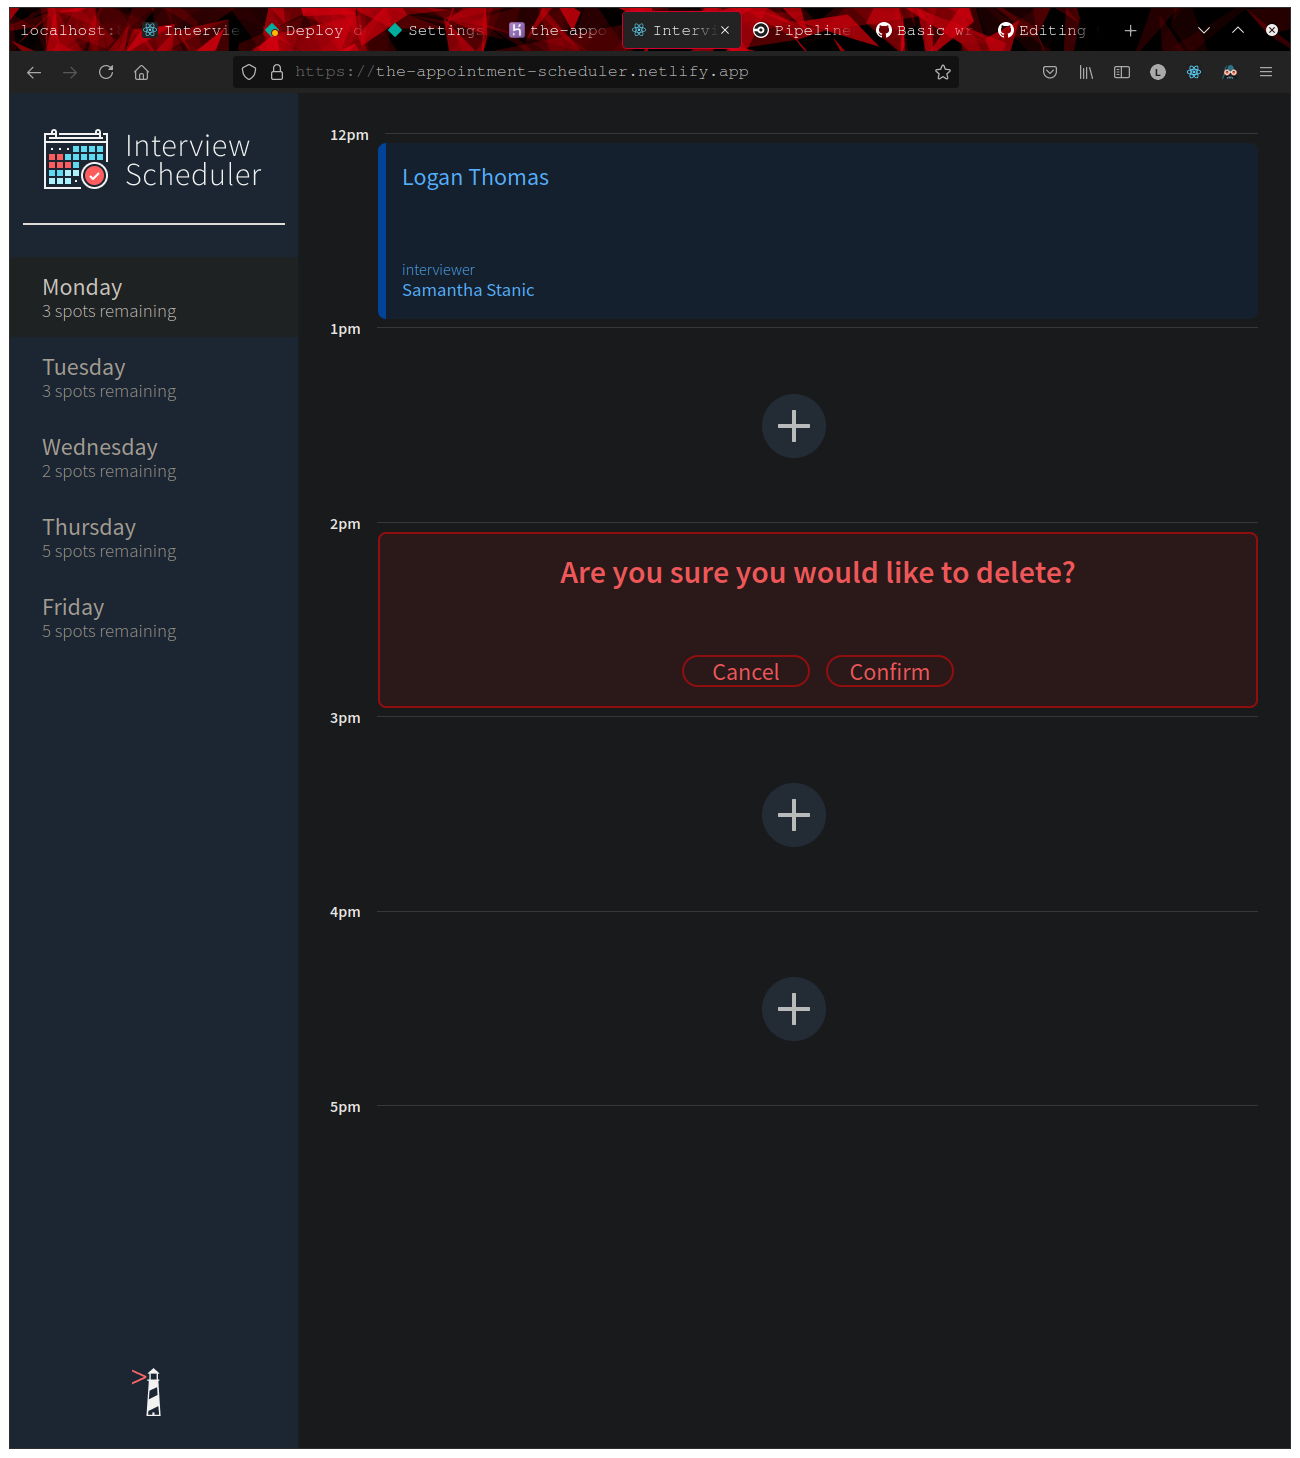 localhost:
Intervie
Deploy d
Settings
the-appo
Intervi
Pipeline
Basic wr
Editing
https://the-appointment-scheduler.netlify.app
L
Interview
Scheduler
Monday
3 spots remaining
Tuesday
3 spots remaining
Wednesday
2 spots remaining
Thursday
5 spots remaining
Friday
5 spots remaining
12pm
Logan Thomas
interviewer
Samantha Stanic
1pm
2pm
Are you sure you would like to delete?
Cancel
Confirm
3pm
4pm
5pm